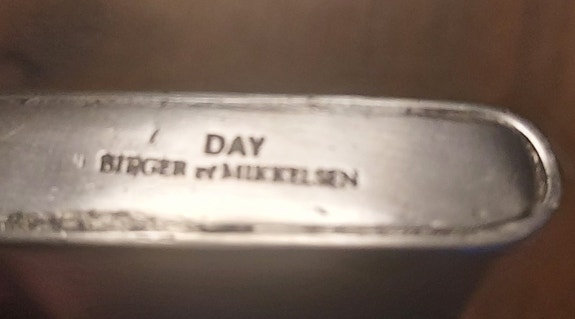 DAY
BIRGER et MIKKELSEN